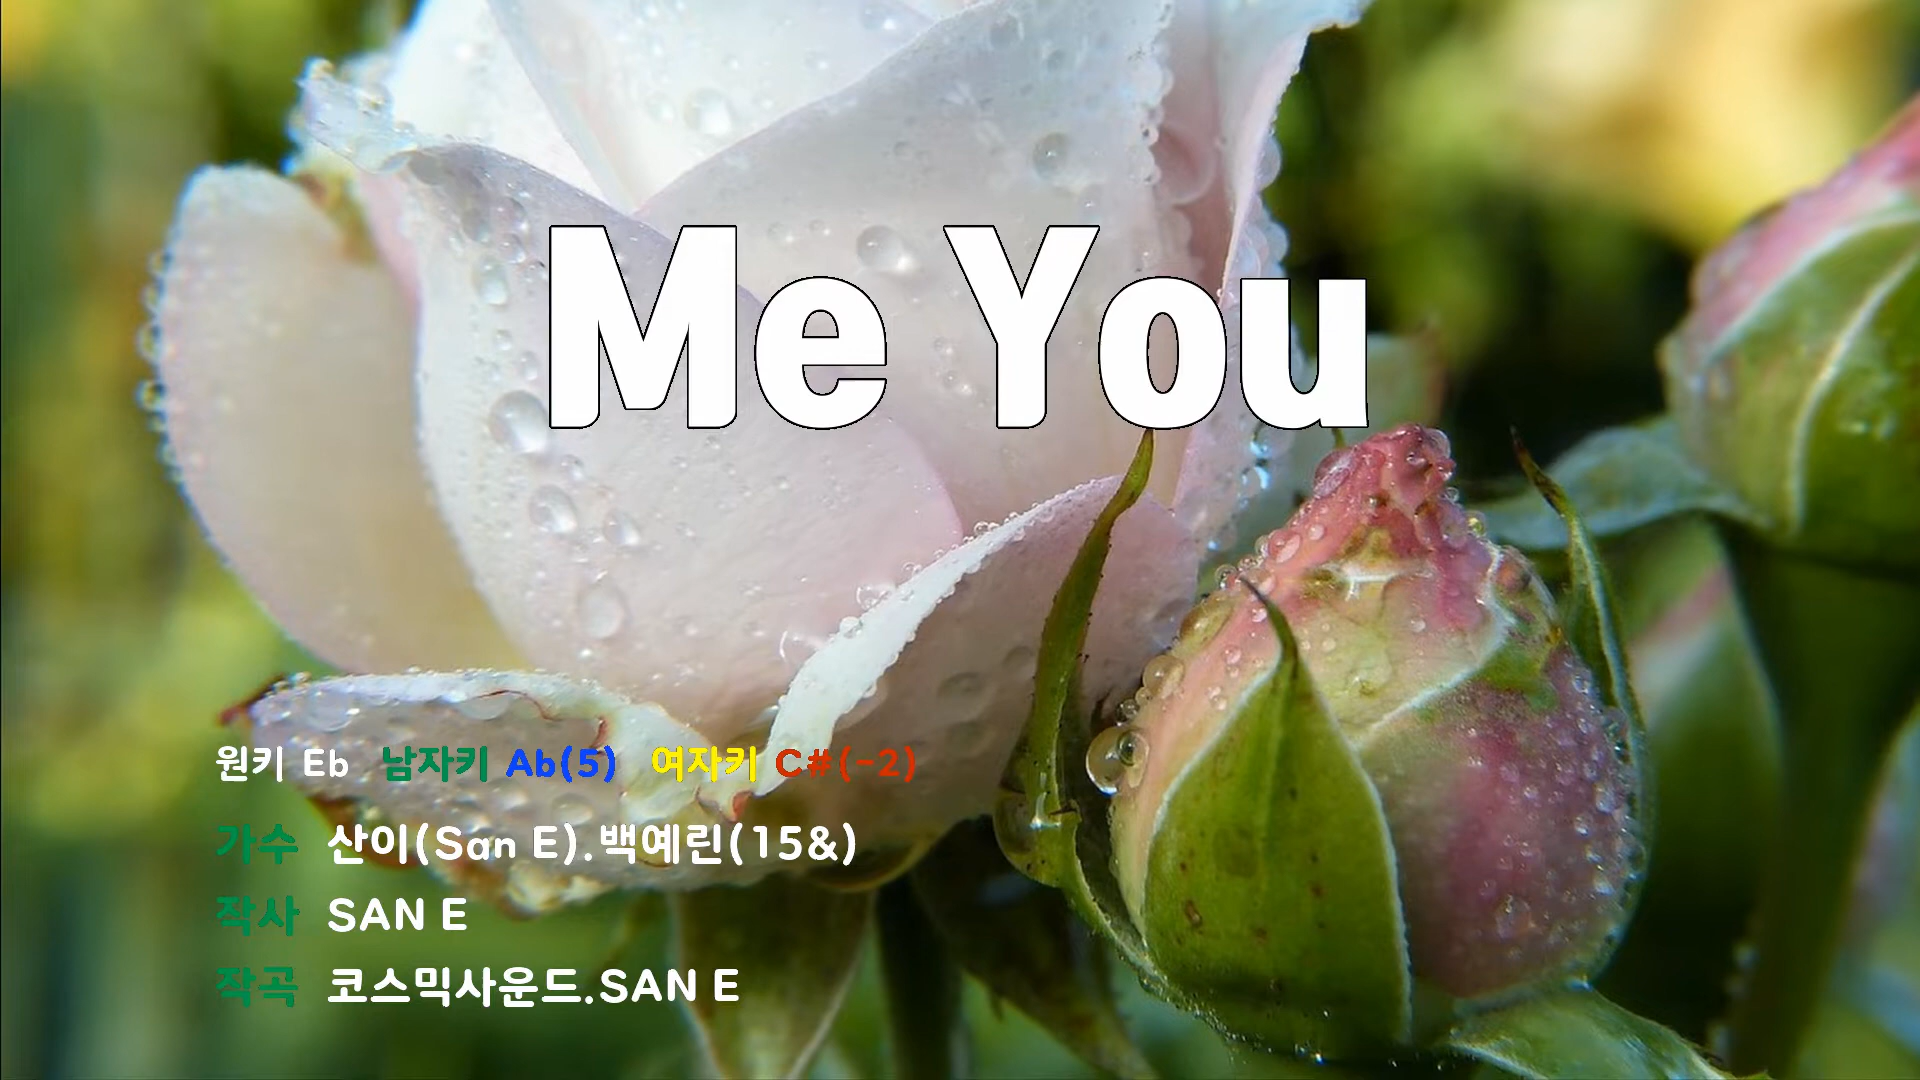 Me You
원키 Eb 남자키 Ab(5) 여자키 C#(-2)
가수 산이(San E).백예린(15&)
작사 SAN E
작곡 코스믹사운드.SAN E